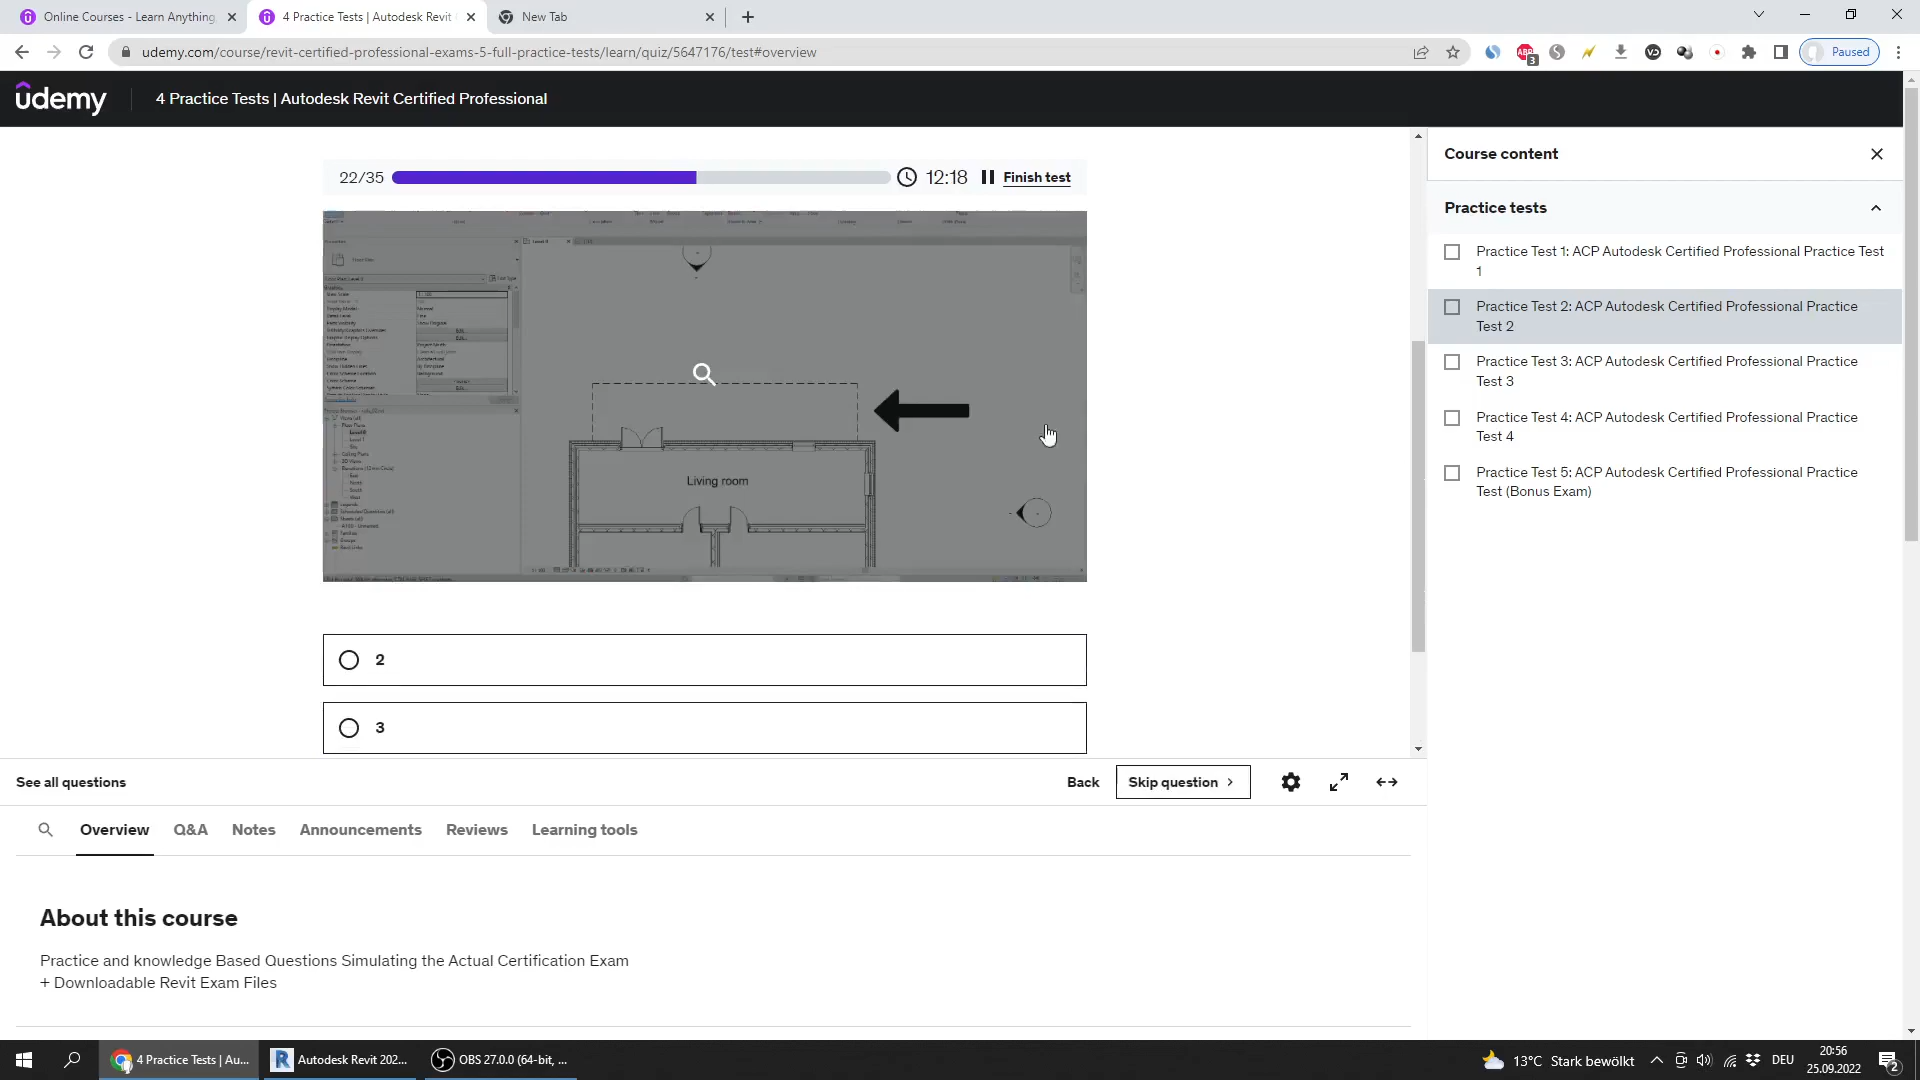 Online Courses - Learn Anything,
4 Practice Tests | Autodesk Revit
New Tab
udemy.com/course/revit-certified-professional-exams-5-full-practice-tests/learn/quiz/5647176/test#overview
ABP
3
Paused
udemy
4 Practice Tests | Autodesk Revit Certified Professional
22/35
12:18
Finish test
Living room
2
3
See all questions
Back
Skip question
Overview
Q&A
Notes
Announcements
Reviews
Learning tools
About this course
Practice and knowledge Based Questions Simulating the Actual Certification Exam
+ Downloadable Revit Exam Files
Course content
Practice tests
Practice Test 1: ACP Autodesk Certified Professional Practice Test
1
Practice Test 2: ACP Autodesk Certified Professional Practice
Test 2
Practice Test 3: ACP Autodesk Certified Professional Practice
Test 3
Practice Test 4: ACP Autodesk Certified Professional Practice
Test 4
Practice Test 5: ACP Autodesk Certified Professional Practice
Test (Bonus Exam)
4 Practice Tests | Au...
Autodesk Revit 202...
OBS 27.0.0 (64-bit, ...
13°C Stark bewölkt
DEU
20:56
25.09.2022
2